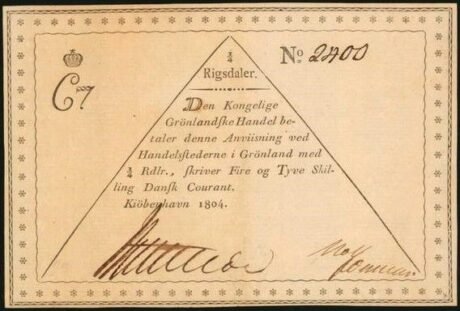 ¼
Rigsdaler.
No. 2400
C7
Den Kongelige
Grönlandske Handel be-
taler denne Anviisning ved
Handelsstederne i Grönland med
¼ Rdlr., skriver Fire og Tyve Skil-
ling Dansk Courant.
Kiöbenhavn 1804.